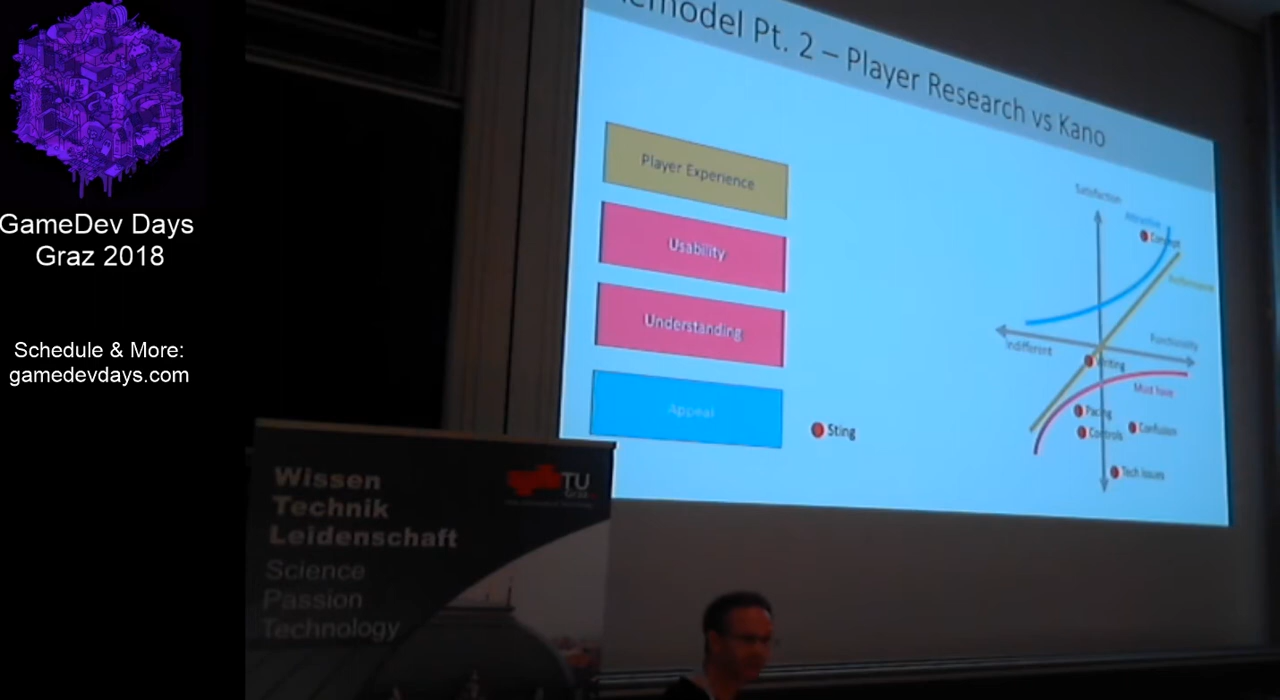 GameDev Days
Graz 2018
Schedule & More:
gamedevdays.com
Pt. 2 – Player Research vs Kano
Player Experience
Usability
Understanding
Appeal
Sting
Satisfaction
Attractive
Concept
Performance
Functionality
Indifferent
Writing
Must have
Pacing
Controls
Confusion
Tech Issues
Wissen
Technik
Leidenschaft
Science
Passion
Technology
TU
Graz